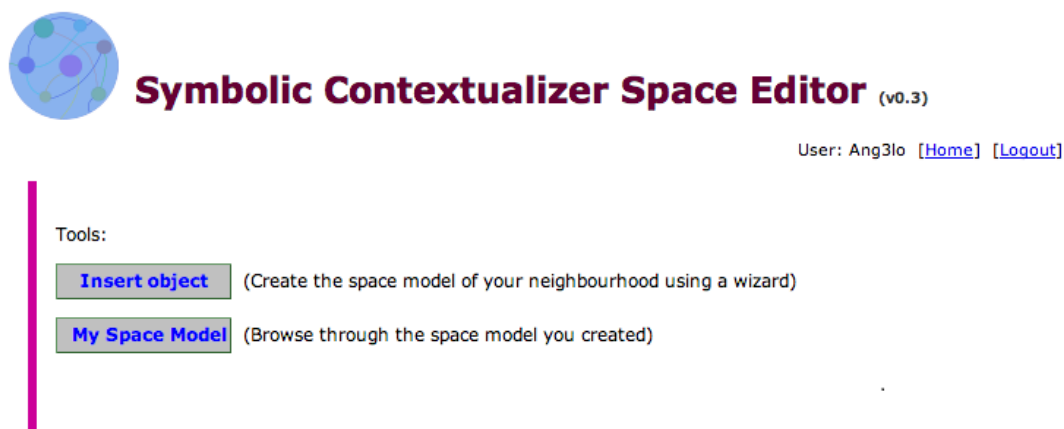 Symbolic Contextualizer Space Editor (v0.3)
User: Ang3lo [Home] [Logout]
Tools:
Insert object (Create the space model of your neighbourhood using a wizard)
My Space Model (Browse through the space model you created)
.